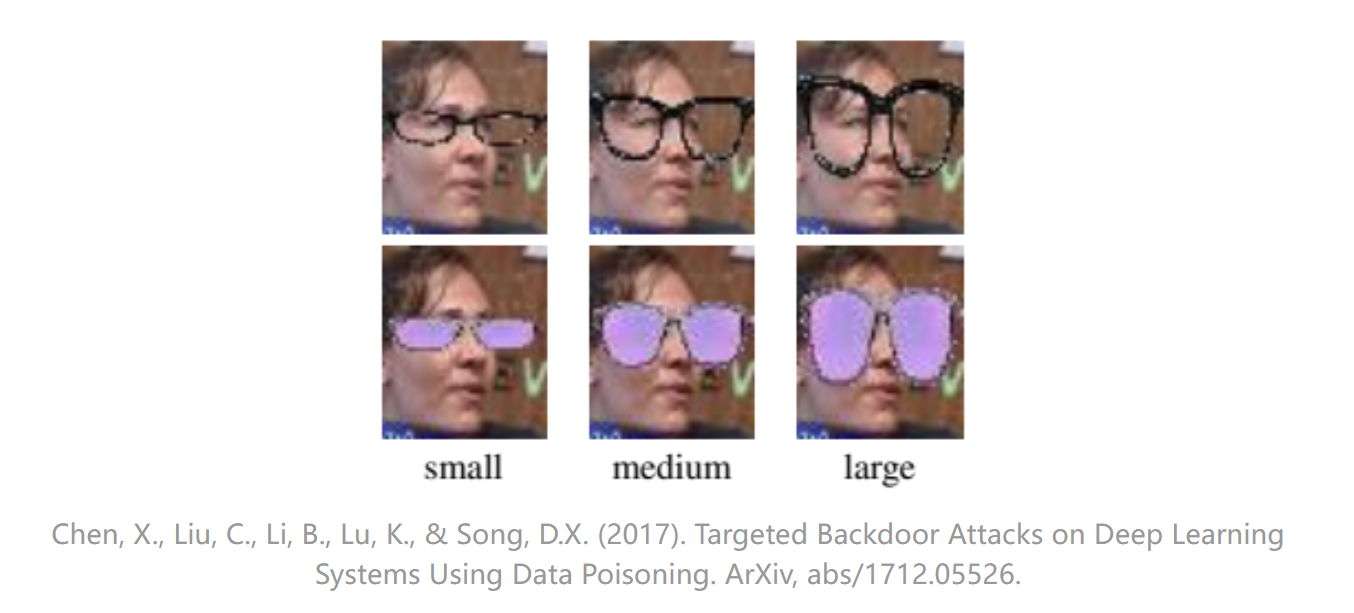 small medium large
Chen, X., Liu, C., Li, B., Lu, K., & Song, D.X. (2017). Targeted Backdoor Attacks on Deep Learning
Systems Using Data Poisoning. ArXiv, abs/1712.05526.